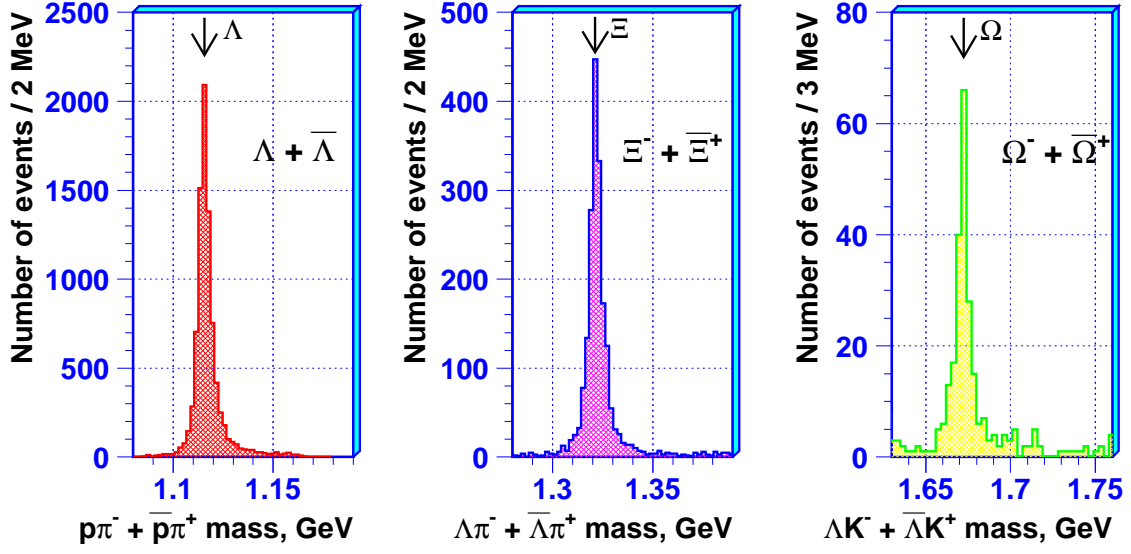 Number of events / 2 MeV
2500
2000
1500
1000
500
0
Λ
Λ + Λ̅
1.1 1.15
pπ⁻ + p̅π⁺ mass, GeV
Number of events / 2 MeV
500
400
300
200
100
0
Ξ
Ξ⁻ + Ξ̅⁺
1.3 1.35
Λπ⁻ + Λ̅π⁺ mass, GeV
Number of events / 3 MeV
80
60
40
20
0
Ω
Ω⁻ + Ω̅⁺
1.65 1.7 1.75
ΛK⁻ + Λ̅K⁺ mass, GeV